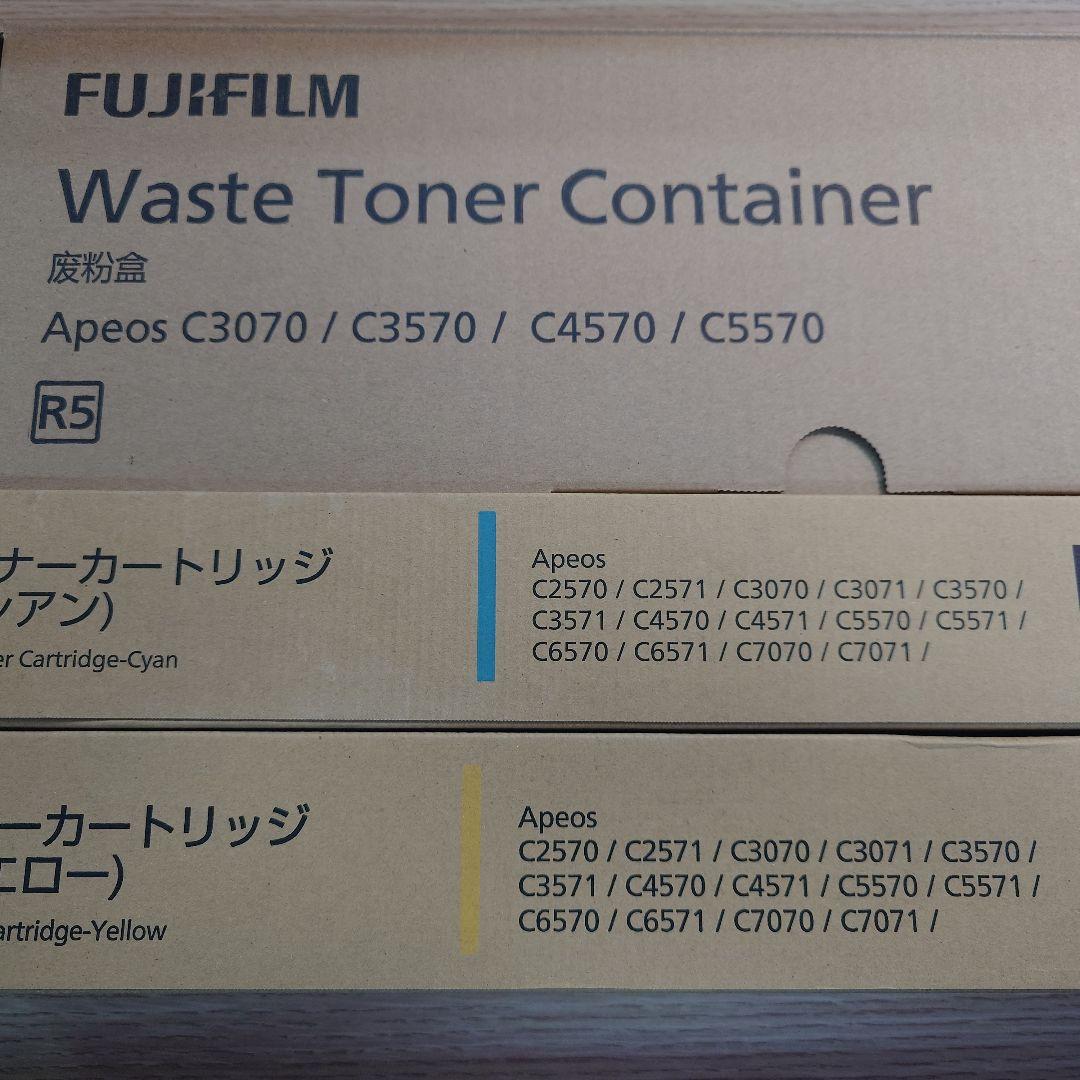 FUJIFILM
Waste Toner Container
废粉盒
Apeos C3070 / C3570 / C4570 / C5570
R5
ナーカートリッジ
アン)
er Cartridge-Cyan
Apeos
C2570 / C2571 / C3070 / C3071 / C3570 /
C3571 / C4570 / C4571 / C5570 / C5571 /
C6570 / C6571 / C7070 / C7071 /
ーカートリッジ
エロー)
artridge-Yellow
Apeos
C2570 / C2571 / C3070 / C3071 / C3570 /
C3571 / C4570 / C4571 / C5570 / C5571 /
C6570 / C6571 / C7070 / C7071 /